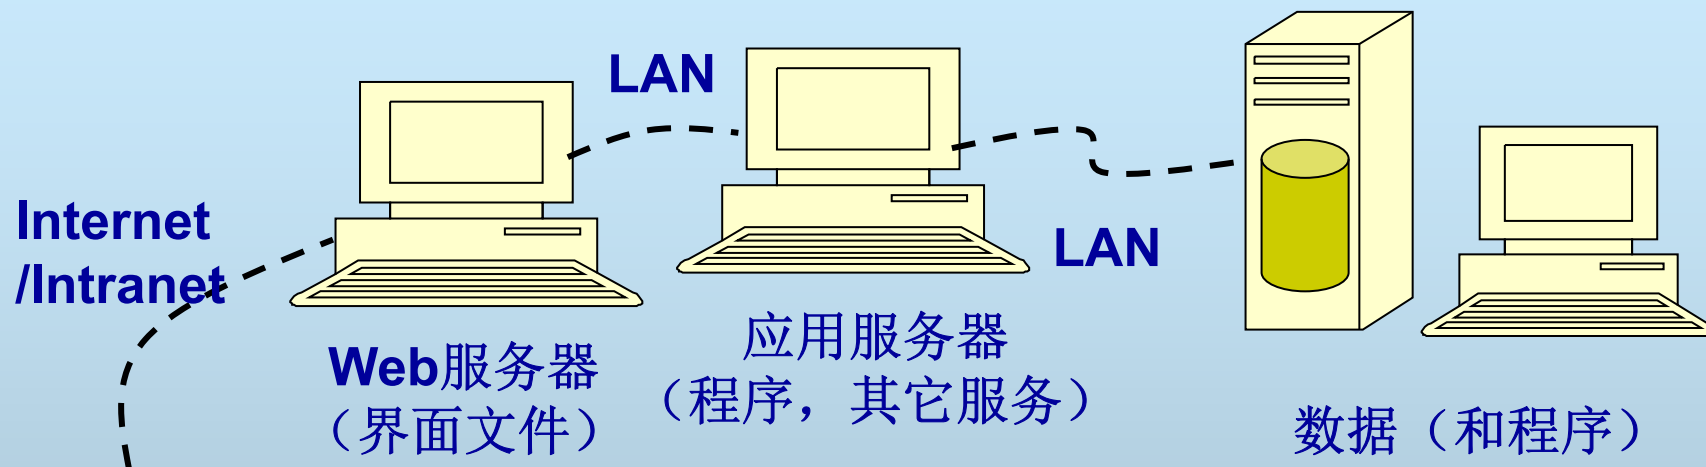 LAN
Internet
/Intranet
LAN
Web服务器
（界面文件）
应用服务器
（程序，其它服务）
数据（和程序）